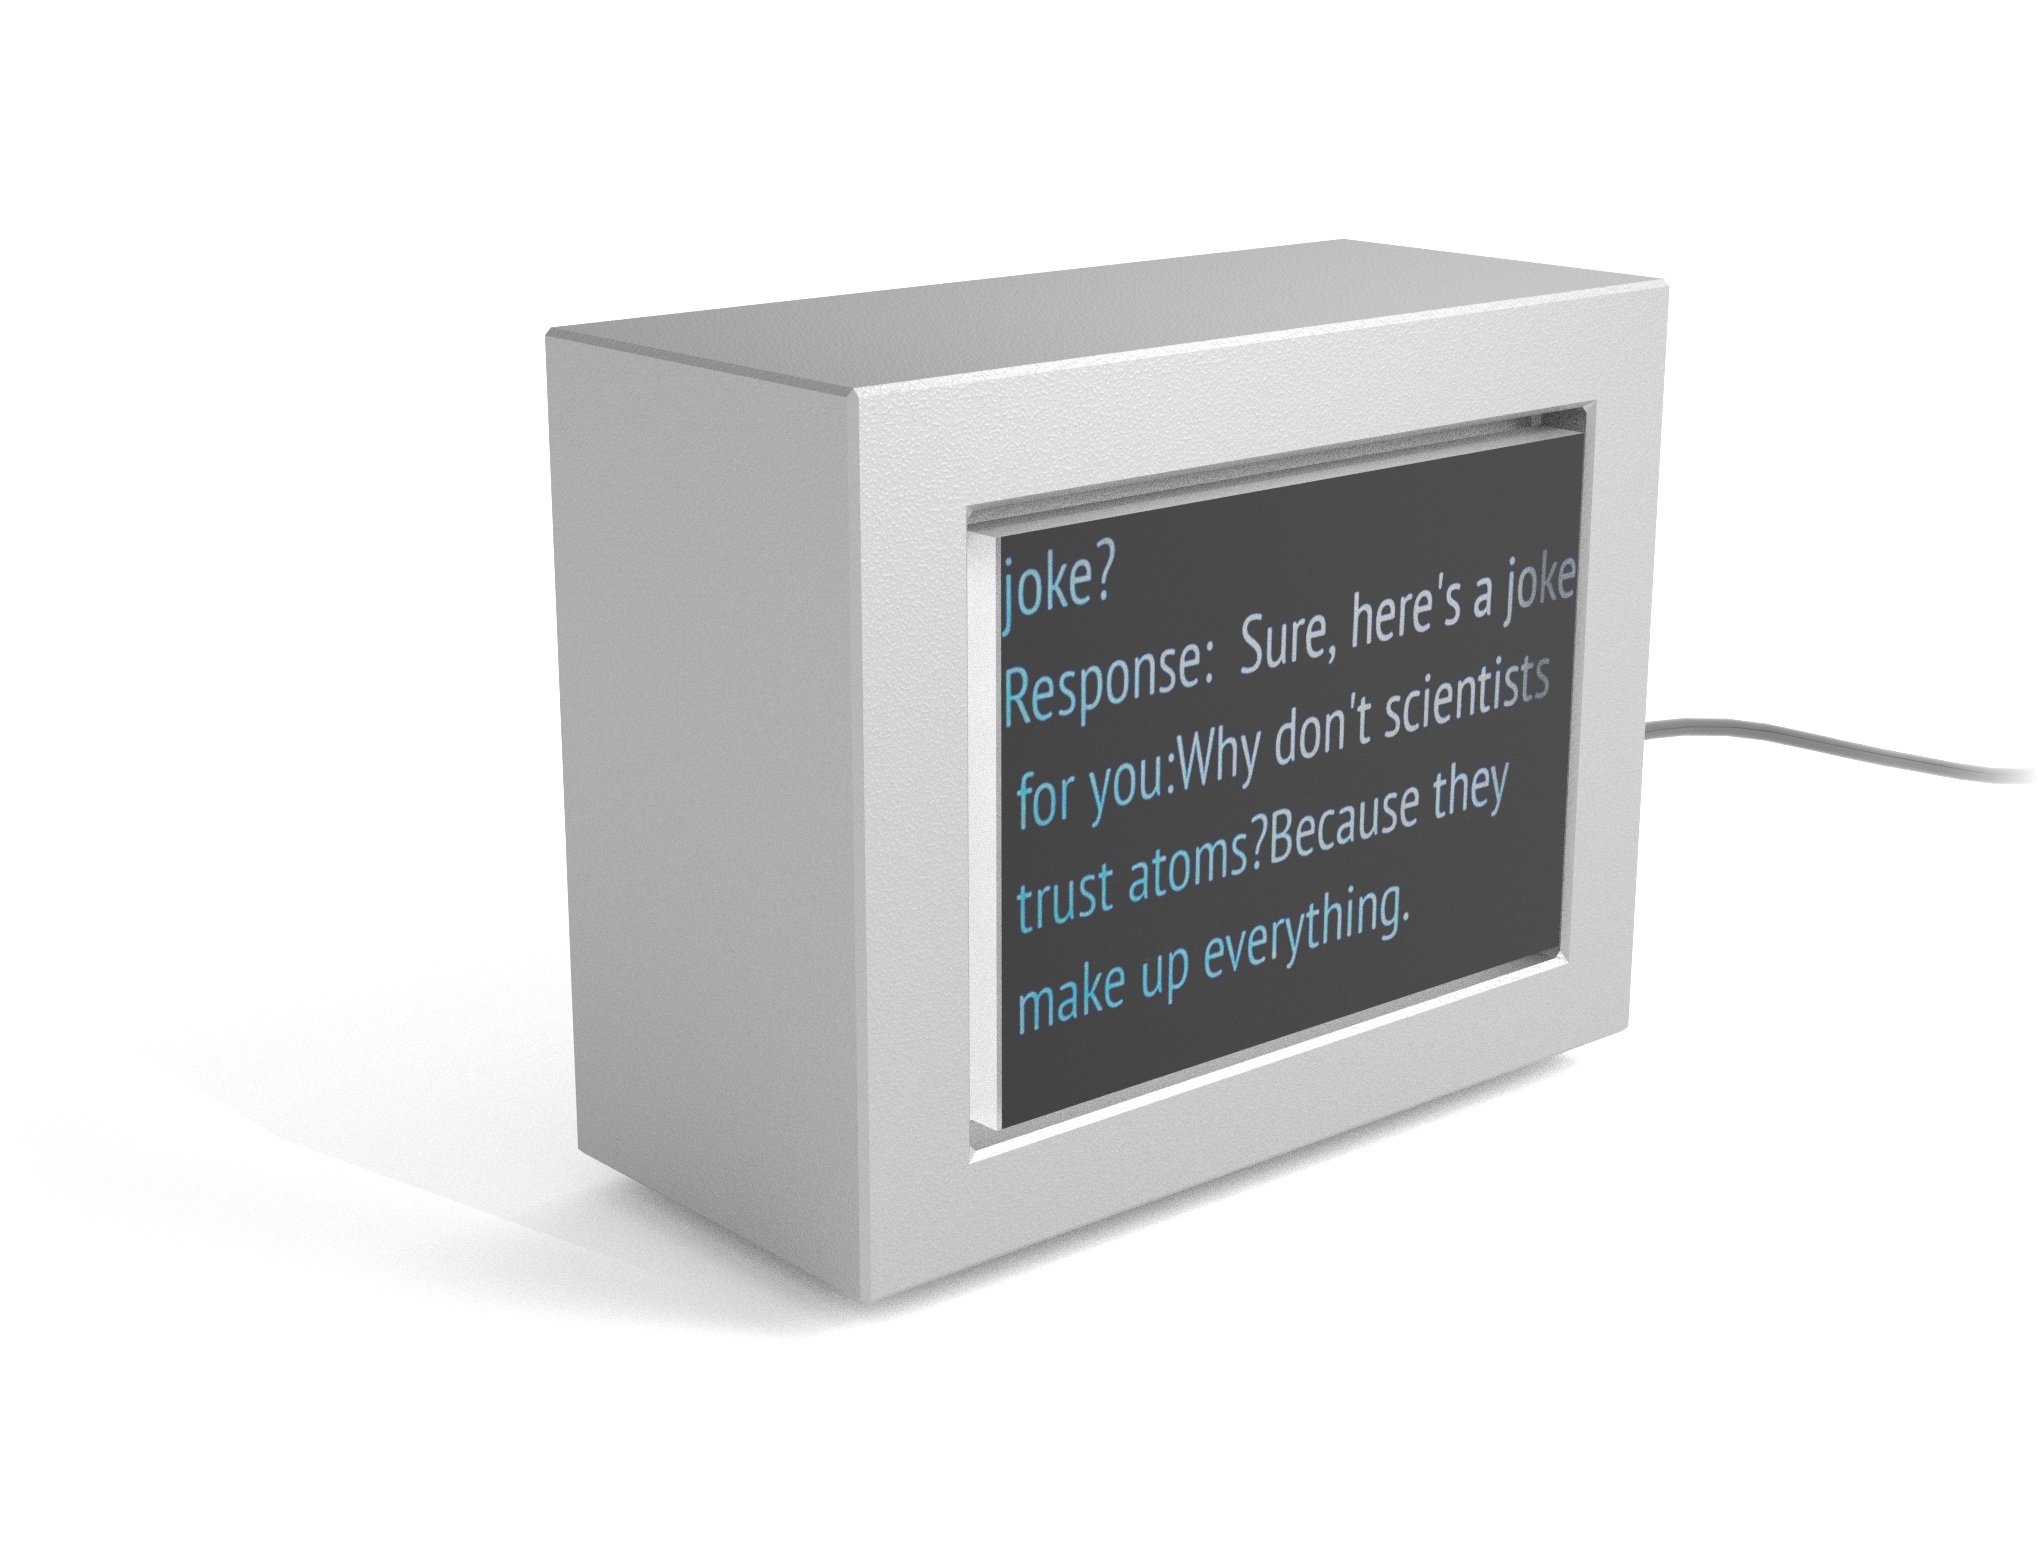 joke?
Response:  Sure, here's a joke
for you:Why don't scientists
trust atoms?Because they
make up everything.